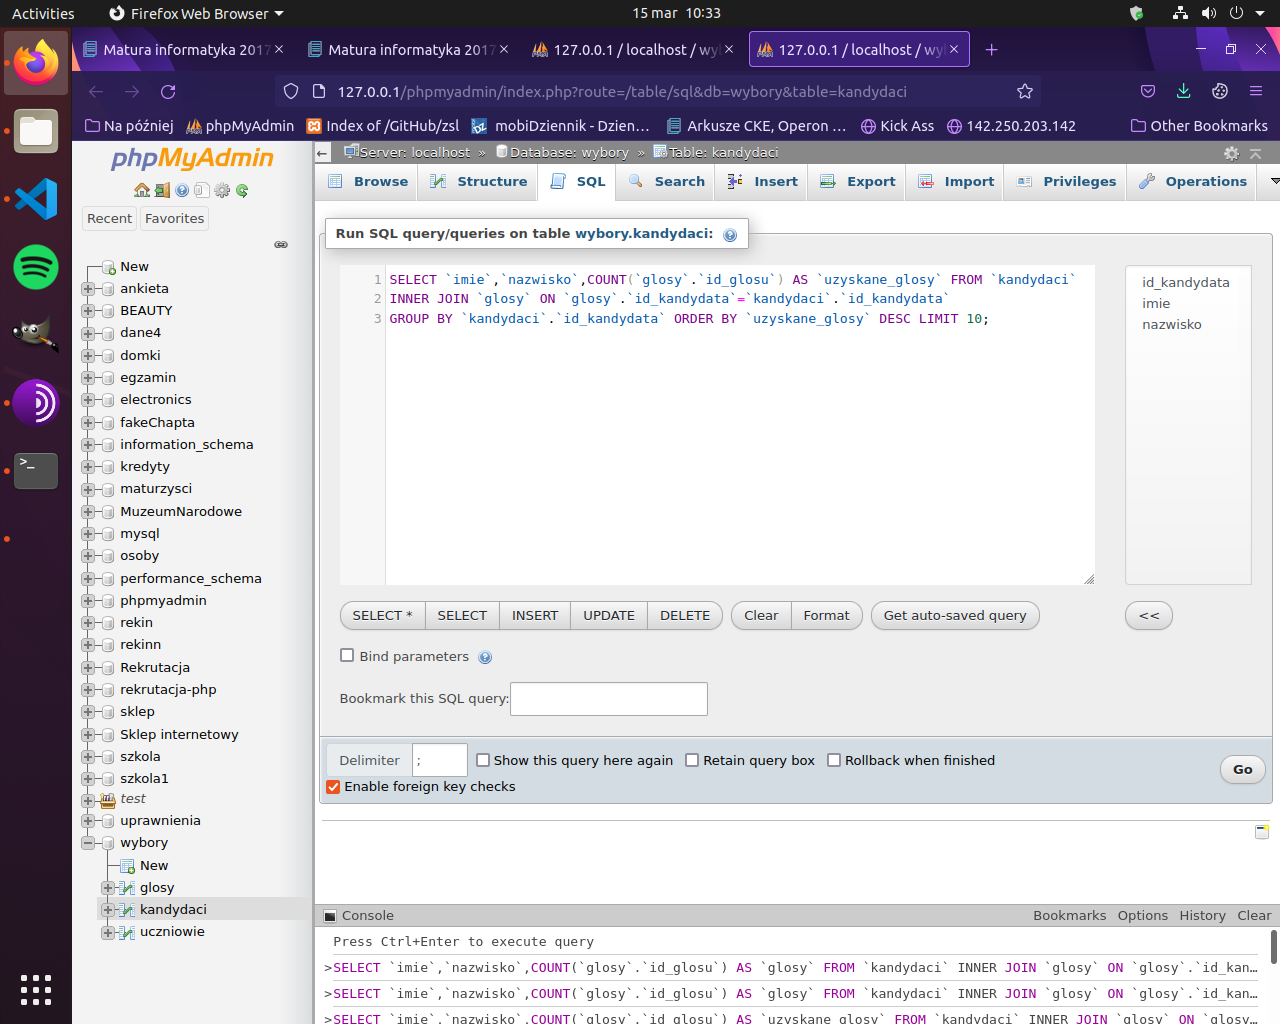 Activities
Firefox Web Browser
15 mar 10:33
Matura informatyka 2017
Matura informatyka 2017
127.0.0.1 / localhost / wy
127.0.0.1 / localhost / wy
127.0.0.1/phpmyadmin/index.php?route=/table/sql&db=wybory&table=kandydaci
Na później
phpMyAdmin
Index of /GitHub/zsl
mobiDziennik - Dzien…
Arkusze CKE, Operon …
Kick Ass
142.250.203.142
Other Bookmarks
phpMyAdmin
Recent
Favorites
New
ankieta
BEAUTY
dane4
domki
egzamin
electronics
fakeChapta
information_schema
kredyty
maturzysci
MuzeumNarodowe
mysql
osoby
performance_schema
phpmyadmin
rekin
rekinn
Rekrutacja
rekrutacja-php
sklep
Sklep internetowy
szkola
szkola1
test
uprawnienia
wybory
New
glosy
kandydaci
uczniowie
Server: localhost » Database: wybory » Table: kandydaci
Browse
Structure
SQL
Search
Insert
Export
Import
Privileges
Operations
Run SQL query/queries on table wybory.kandydaci:
1 SELECT `imie`,`nazwisko`,COUNT(`glosy`.`id_glosu`) AS `uzyskane_glosy` FROM `kandydaci`
2 INNER JOIN `glosy` ON `glosy`.`id_kandydata`=`kandydaci`.`id_kandydata`
3 GROUP BY `kandydaci`.`id_kandydata` ORDER BY `uzyskane_glosy` DESC LIMIT 10;
id_kandydata
imie
nazwisko
SELECT *
SELECT
INSERT
UPDATE
DELETE
Clear
Format
Get auto-saved query
<<
Bind parameters
Bookmark this SQL query:
Delimiter
;
Show this query here again
Retain query box
Rollback when finished
Enable foreign key checks
Go
Console
Bookmarks
Options
History
Clear
Press Ctrl+Enter to execute query
>SELECT `imie`,`nazwisko`,COUNT(`glosy`.`id_glosu`) AS `glosy` FROM `kandydaci` INNER JOIN `glosy` ON `glosy`.`id_kan…
>SELECT `imie`,`nazwisko`,COUNT(`glosy`.`id_glosu`) AS `glosy` FROM `kandydaci` INNER JOIN `glosy` ON `glosy`.`id_kan…
>SELECT `imie`,`nazwisko`,COUNT(`glosy`.`id_glosu`) AS `uzyskane_glosy` FROM `kandydaci` INNER JOIN `glosy` ON `glosy…